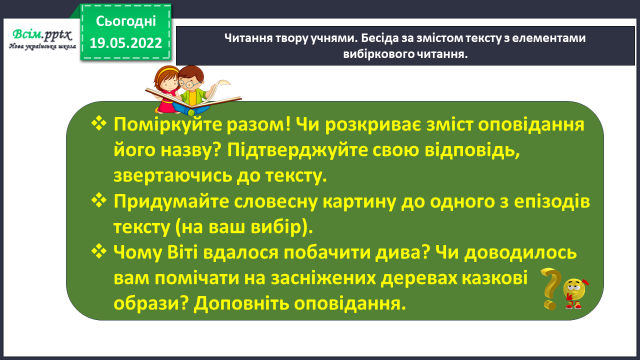 Всім.pptx
Нова українська школа
Сьогодні
19.05.2022
Читання твору учнями. Бесіда за змістом тексту з елементами
вибіркового читання.
❖ Поміркуйте разом! Чи розкриває зміст оповідання
його назву? Підтверджуйте свою відповідь,
звертаючись до тексту.
❖ Придумайте словесну картину до одного з епізодів
тексту (на ваш вибір).
❖ Чому Віті вдалося побачити дива? Чи доводилось
вам помічати на засніжених деревах казкові
образи? Доповніть оповідання.